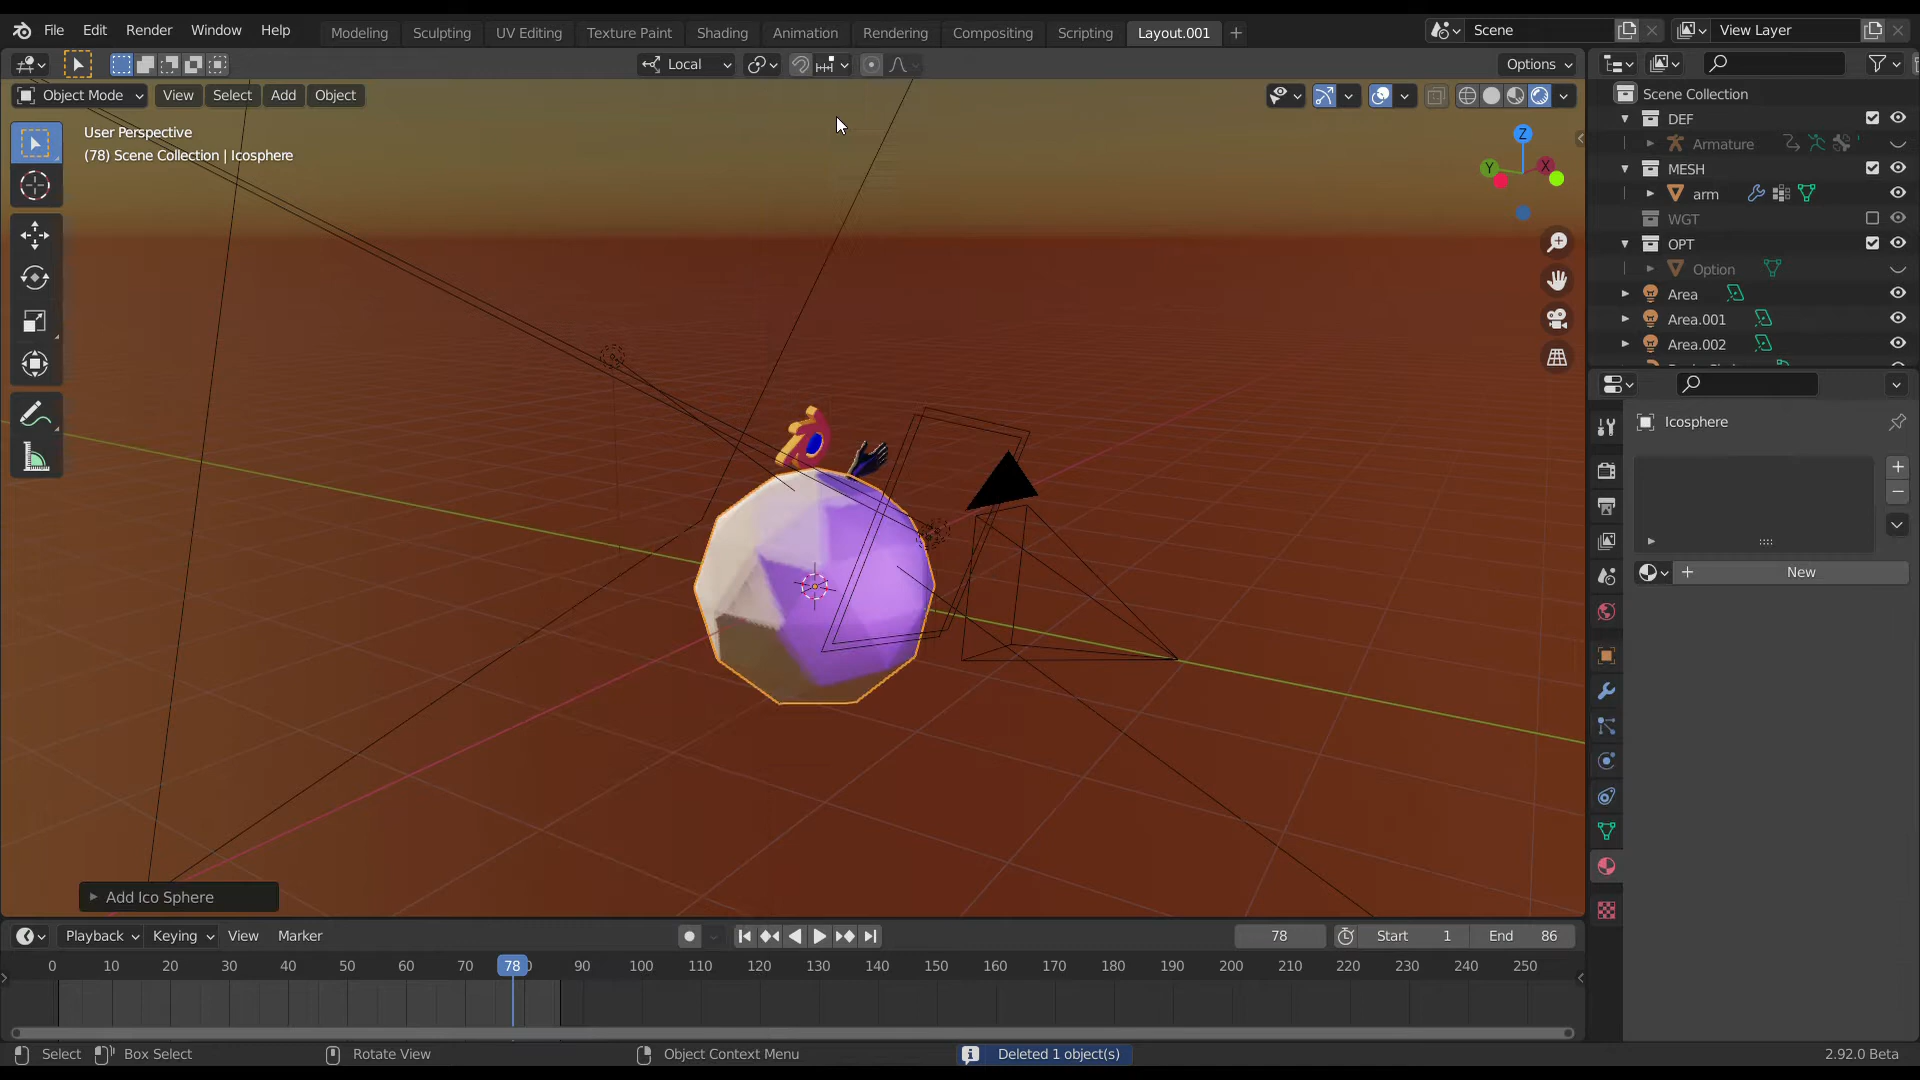 File Edit Render Window Help Modeling Sculpting UV Editing Texture Paint Shading Animation Rendering Compositing Scripting Layout.001 + Scene View Layer
Local Options
Object Mode View Select Add Object
User Perspective
(78) Scene Collection | Icosphere
Z
Y
X
Add Ico Sphere
Scene Collection
DEF
Armature
MESH
arm
WGT
OPT
Option
Area
Area.001
Area.002
Icosphere
New
Playback Keying View Marker 78 Start 1 End 86
0 10 20 30 40 50 60 70 78 90 100 110 120 130 140 150 160 170 180 190 200 210 220 230 240 250
Select Box Select Rotate View Object Context Menu Deleted 1 object(s) 2.92.0 Beta